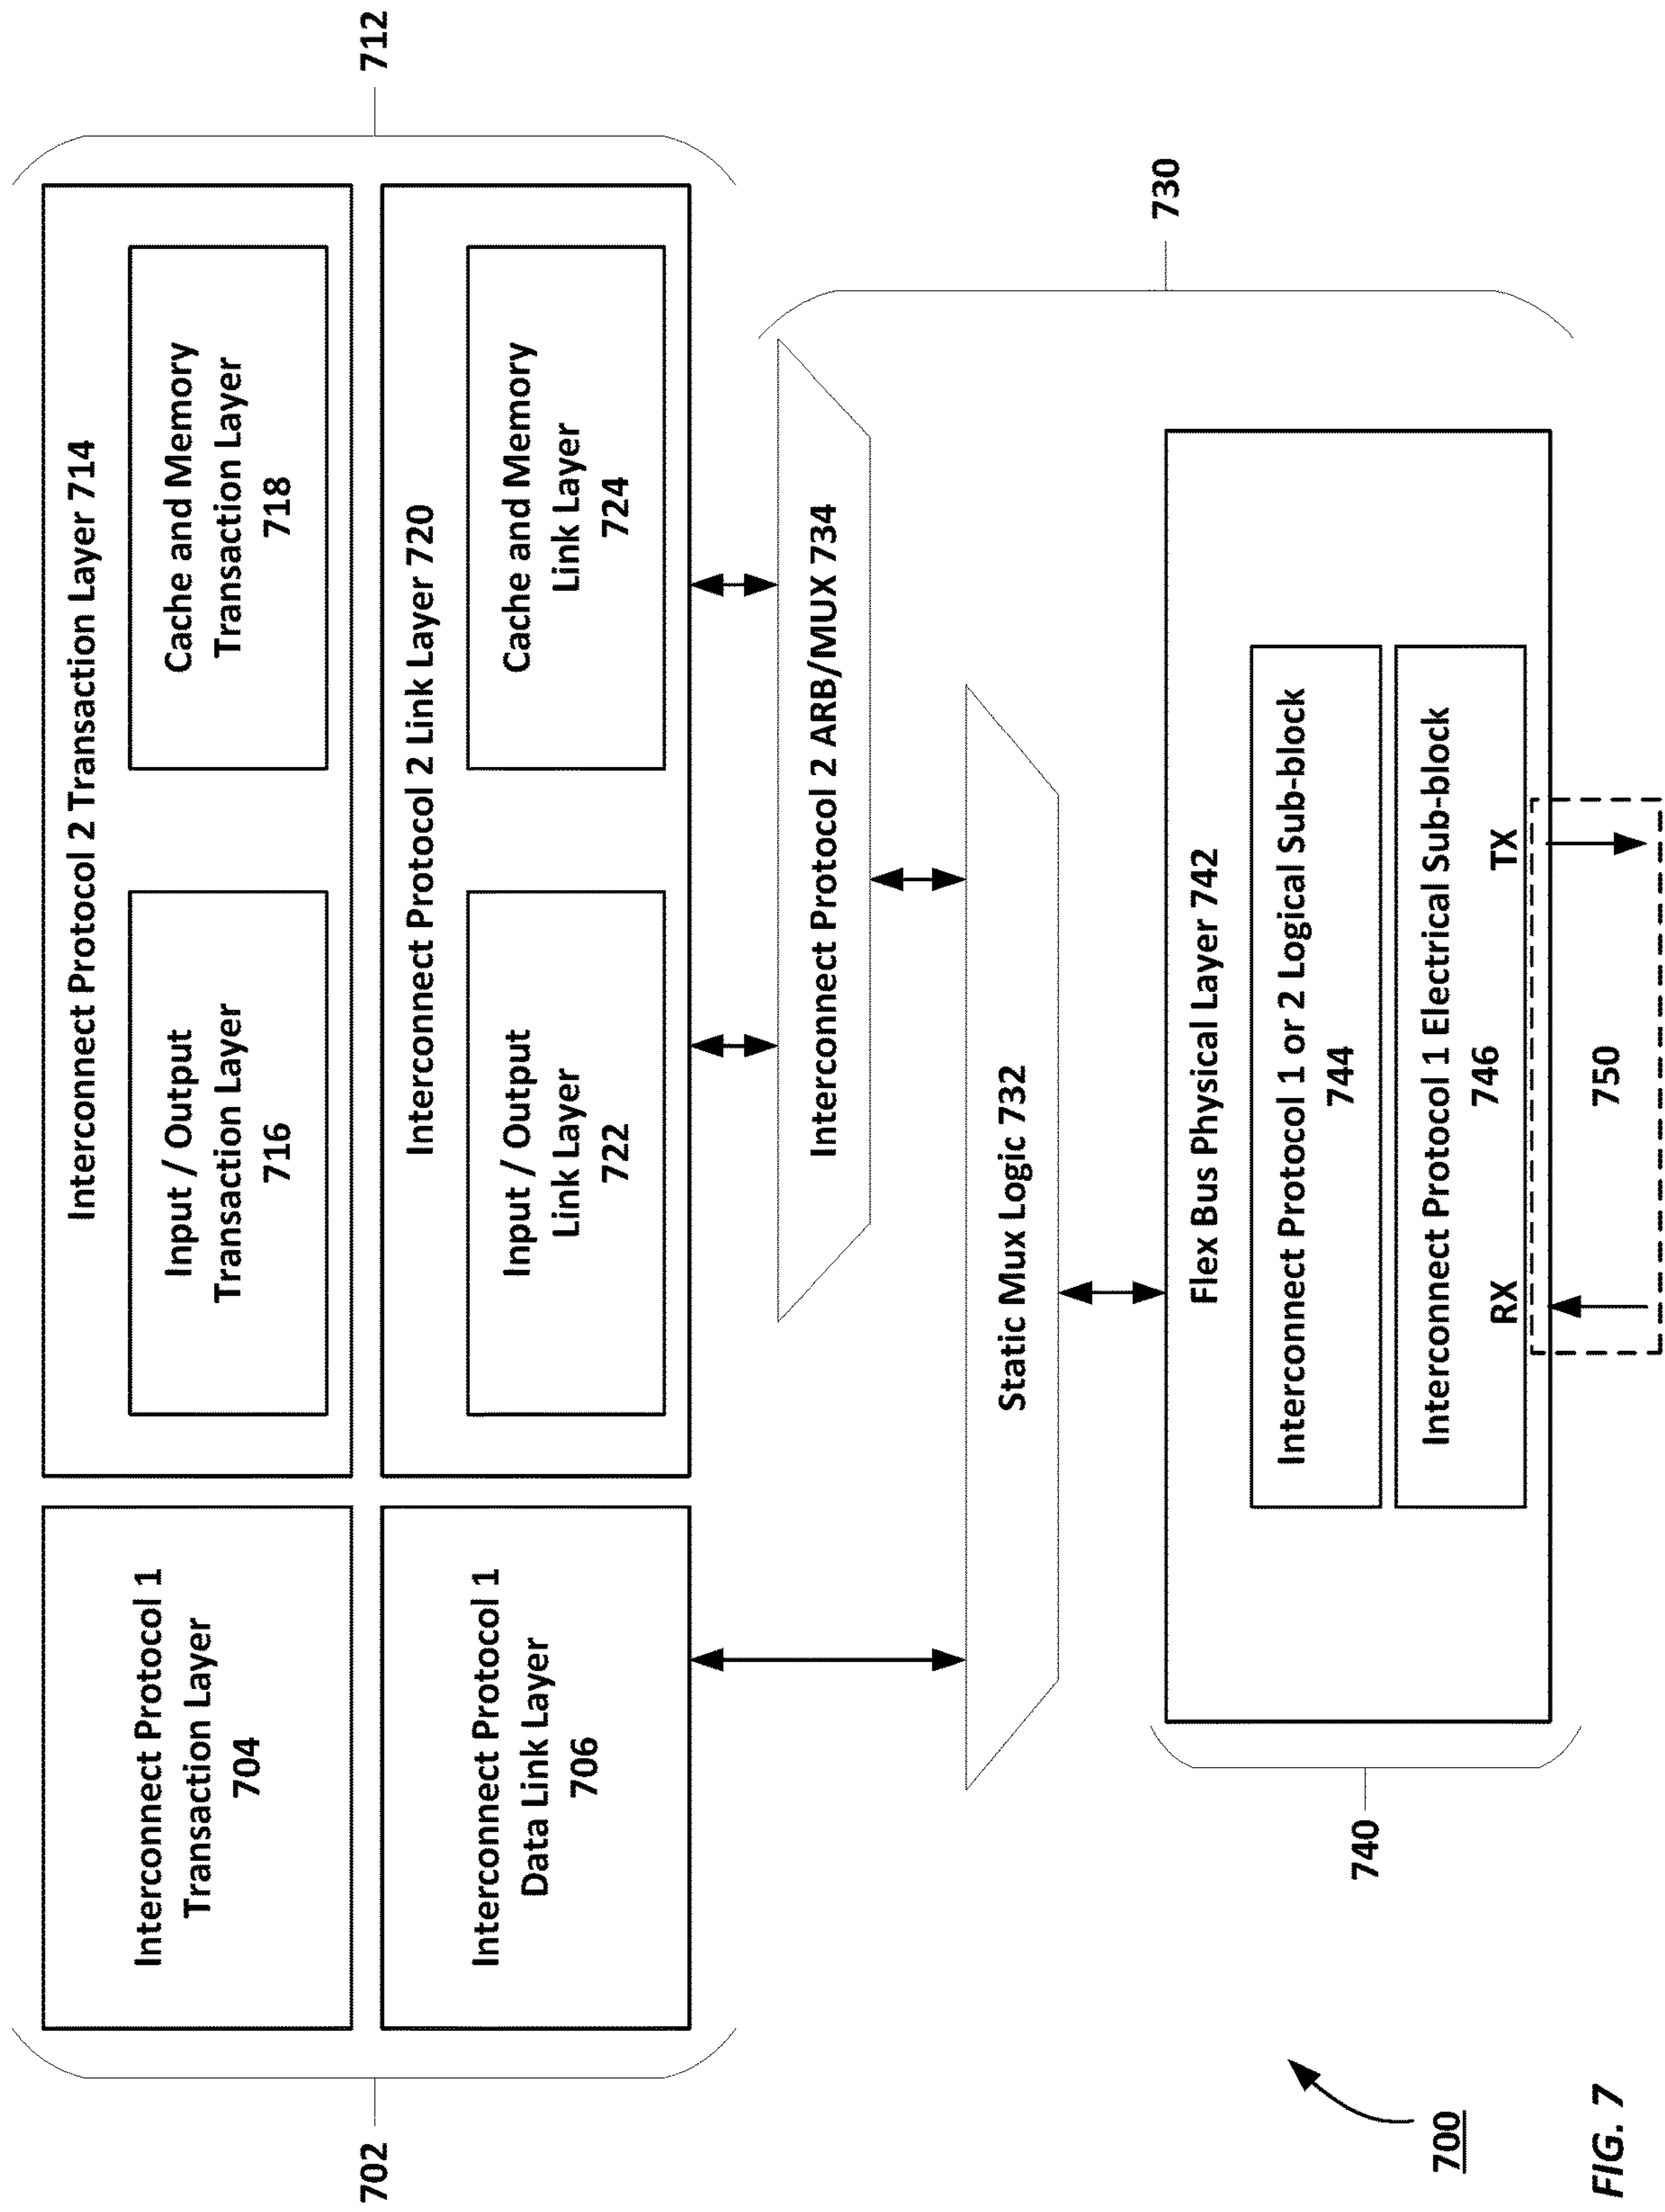 702
Interconnect Protocol 1
Transaction Layer
704
Interconnect Protocol 1
Data Link Layer
706
Interconnect Protocol 2 Transaction Layer 714
Input / Output
Transaction Layer
716
Cache and Memory
Transaction Layer
718
Interconnect Protocol 2 Link Layer 720
Input / Output
Link Layer
722
Cache and Memory
Link Layer
724
712
Interconnect Protocol 2 ARB/MUX 734
Static Mux Logic 732
730
740
Flex Bus Physical Layer 742
Interconnect Protocol 1 or 2 Logical Sub-block
744
Interconnect Protocol 1 Electrical Sub-block
746
RX
TX
750
700
FIG. 7